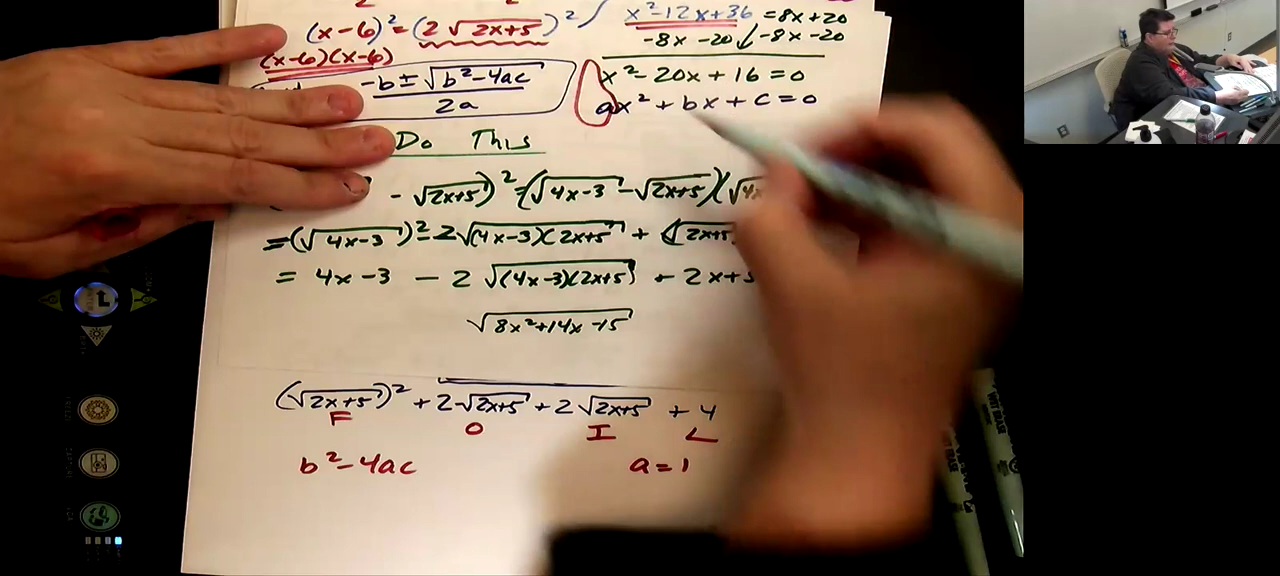 (x-6)² = (2√2x+5)²
x²-12x+36 = 8x+20
-8x -20 -8x -20
(x-6)(x-6)
-b ± √b²-4ac
2a
x² - 20x + 16 = 0
ax² + bx + c = 0
Do This
- √2x+5)² = (√4x-3 - √2x+5)(√4x
= (√4x-3)² - 2√(4x-3)(2x+5) + (√2x+5
= 4x-3 - 2 √(4x-3)(2x+5) + 2x+5
√8x²+14x-15
(√2x+5)² + 2√2x+5 + 2√2x+5 + 4
F O I L
b²-4ac a=1